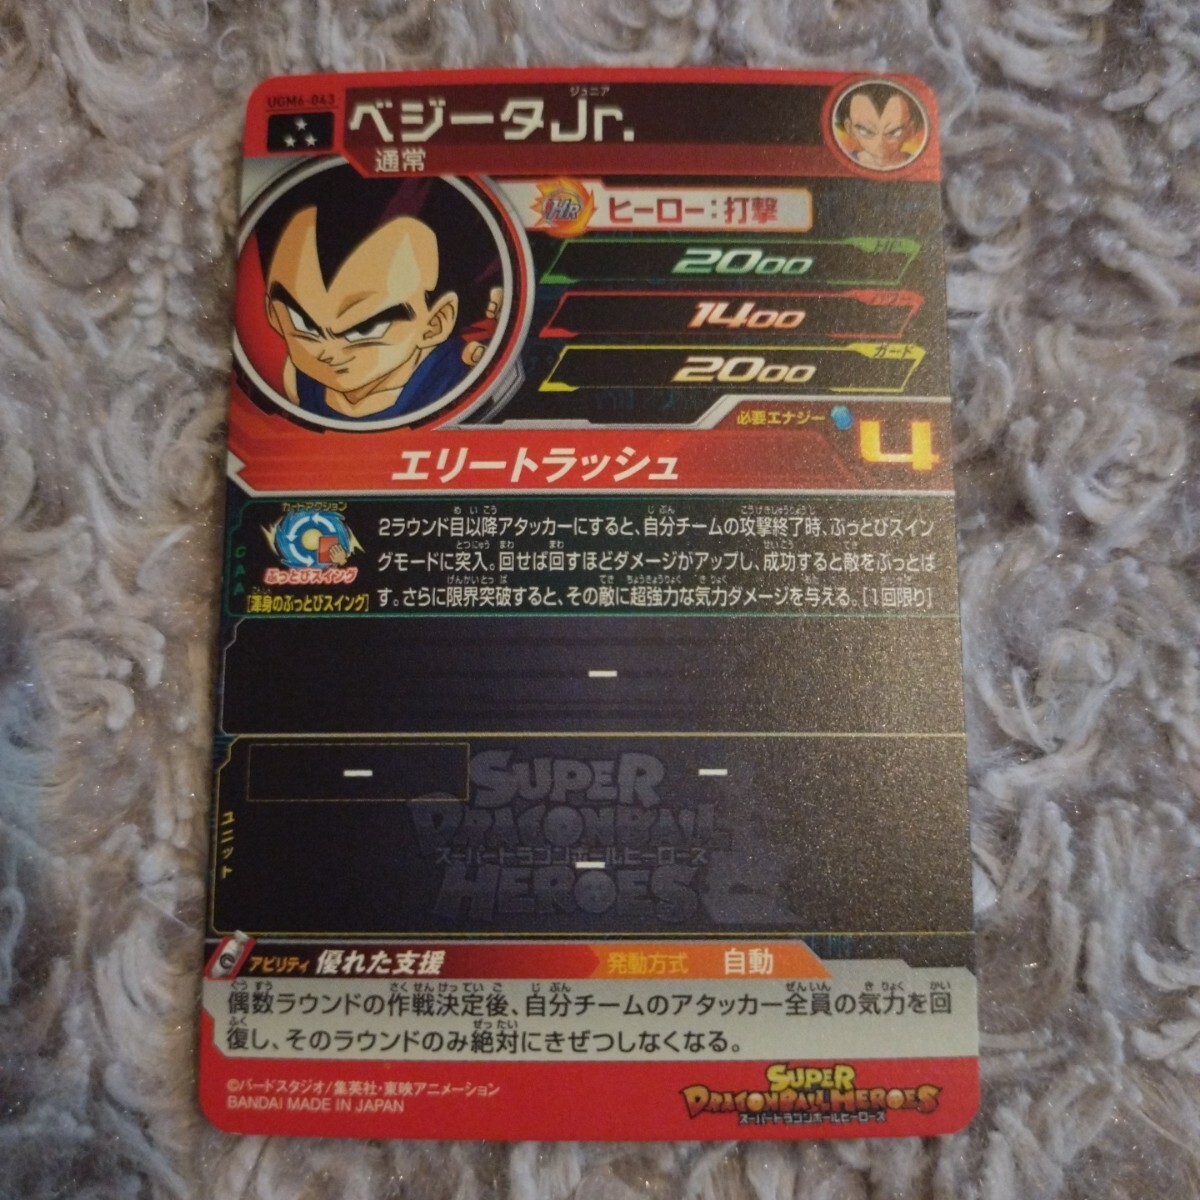 UGM6-043
ジュニア
ベジータJr.
通常
HR
ヒーロー:打撃
2000
1400
ガード
2000
必要エナジー
4
エリートラッシュ
カードアクション
ぶっとびスイング
[渾身のぶっとびスイング]
CAA
2ラウンド目以降アタッカーにすると、自分チームの攻撃終了時、ぶっとびスイン
グモードに突入。回せば回すほどダメージがアップし、成功すると敵をぶっとば
す。さらに限界突破すると、その敵に超強力な気力ダメージを与える。[1回限り]
ー
ユニット
ー
ー
ー
SUPER
DRAGONBALL
スーパードラゴンボールヒーローズ
HEROES
アビリティ 優れた支援
発動方式 自動
偶数ラウンドの作戦決定後、自分チームのアタッカー全員の気力を回
復し、そのラウンドのみ絶対にきぜつしなくなる。
©バードスタジオ/集英社・東映アニメーション
BANDAI MADE IN JAPAN
SUPER
DRAGONBALL HEROES
スーパードラゴンボールヒーローズ